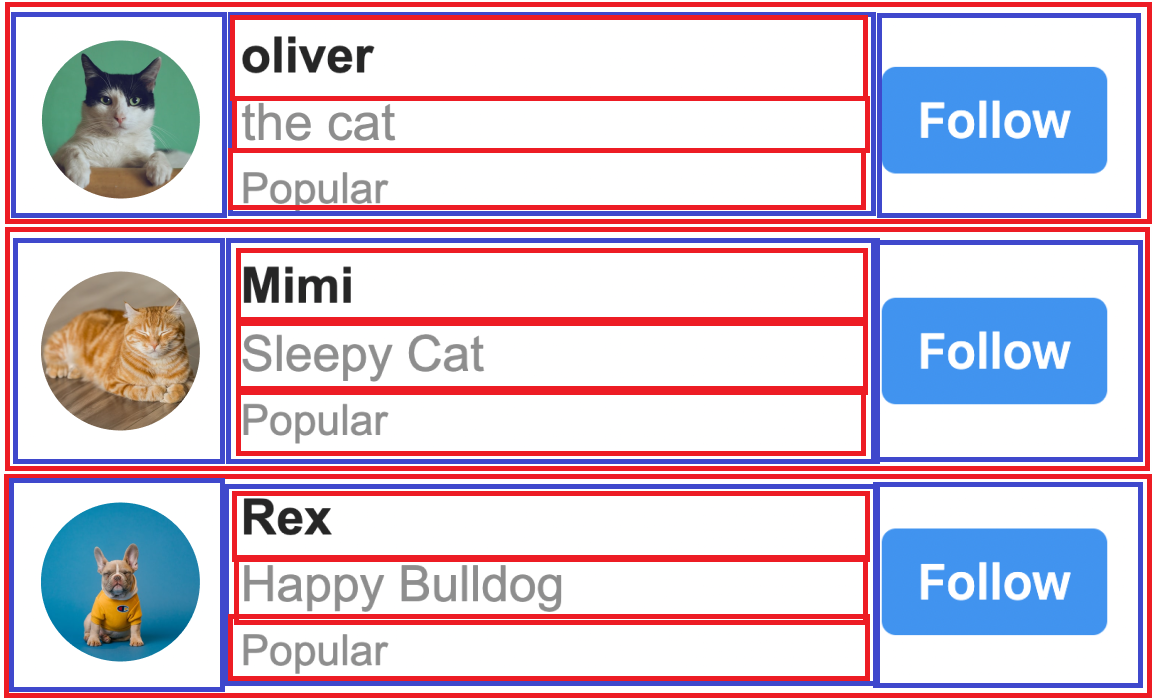 oliver
the cat
Popular
Follow
Mimi
Sleepy Cat
Popular
Follow
Rex
Happy Bulldog
Popular
Follow